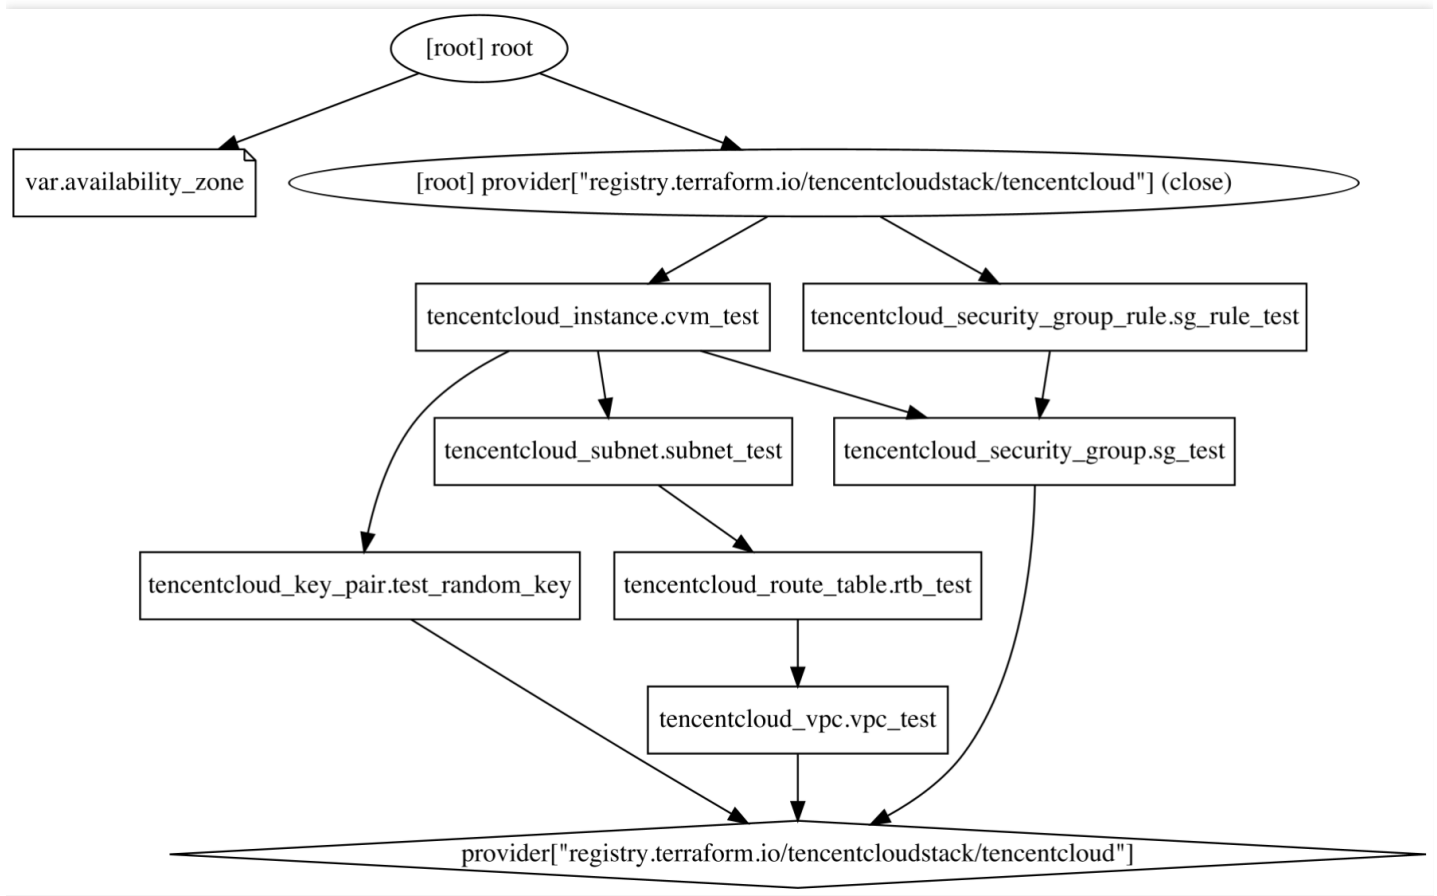 [root] root
var.availability_zone
[root] provider["registry.terraform.io/tencentcloudstack/tencentcloud"] (close)
tencentcloud_instance.cvm_test
tencentcloud_security_group_rule.sg_rule_test
tencentcloud_subnet.subnet_test
tencentcloud_security_group.sg_test
tencentcloud_key_pair.test_random_key
tencentcloud_route_table.rtb_test
tencentcloud_vpc.vpc_test
provider["registry.terraform.io/tencentcloudstack/tencentcloud"]